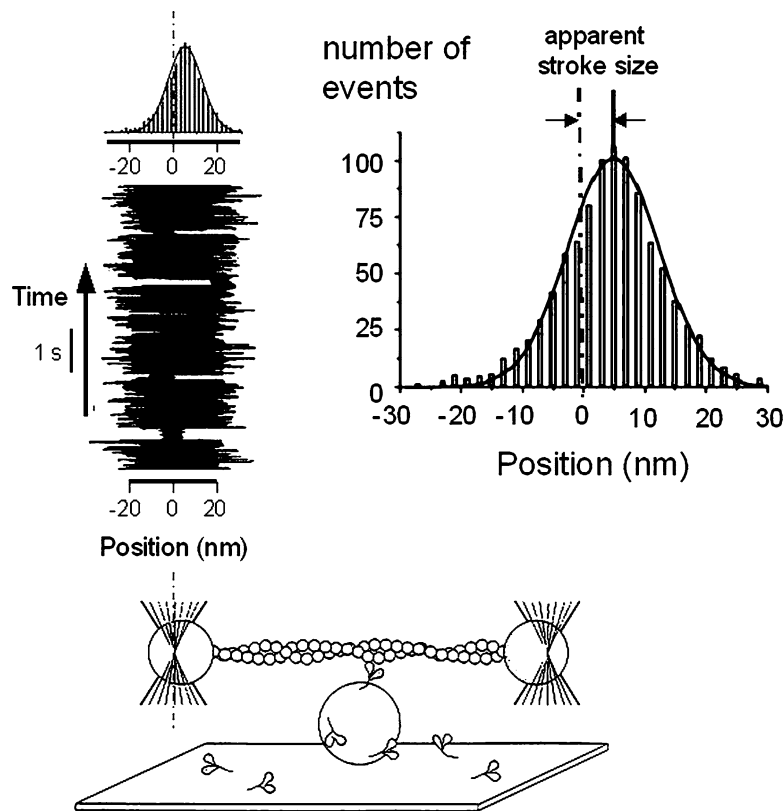 -20 0 20
Time
1 s
-20 0 20
Position (nm)
number of
events
apparent
stroke size
100
75
50
25
0
-30 -20 -10 0 10 20 30
Position (nm)